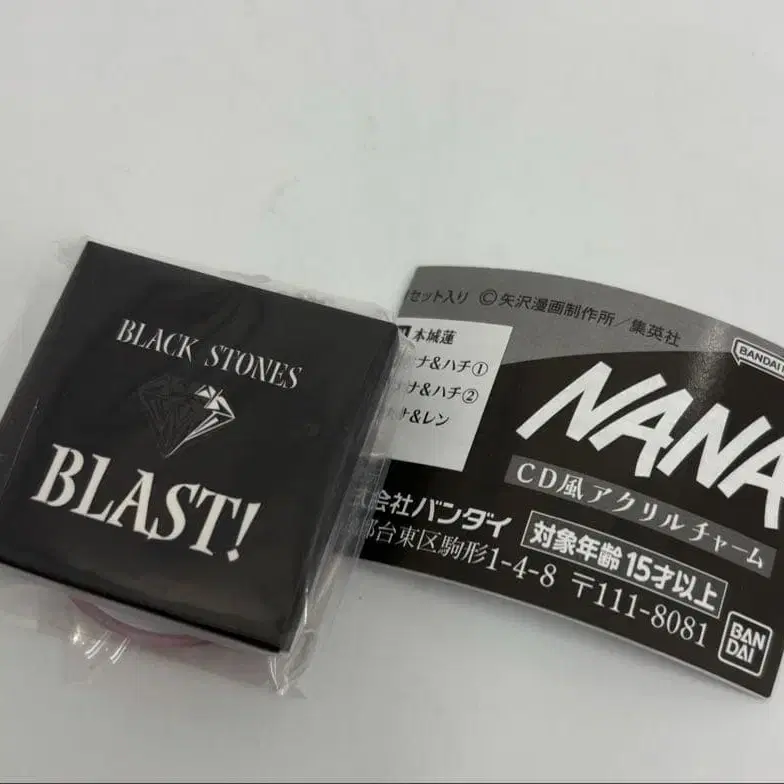 BLACK STONES
BLAST!
セット入り ©矢沢漫画制作所/集英社
本城蓮
ナ&ハチ①
ナ&ハチ②
&レン
BANDAI
NANA
CD風アクリルチャーム
会社バンダイ
対象年齢15才以上
都台東区駒形1-4-8 〒111-8081
BAN
DAI